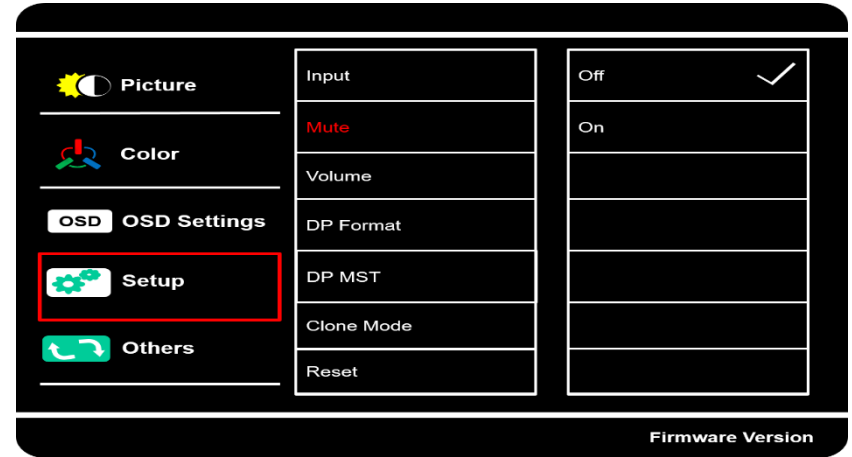 Picture
Color
OSD OSD Settings
Setup
Others
Input
Mute
Volume
DP Format
DP MST
Clone Mode
Reset
Off
On
Firmware Version